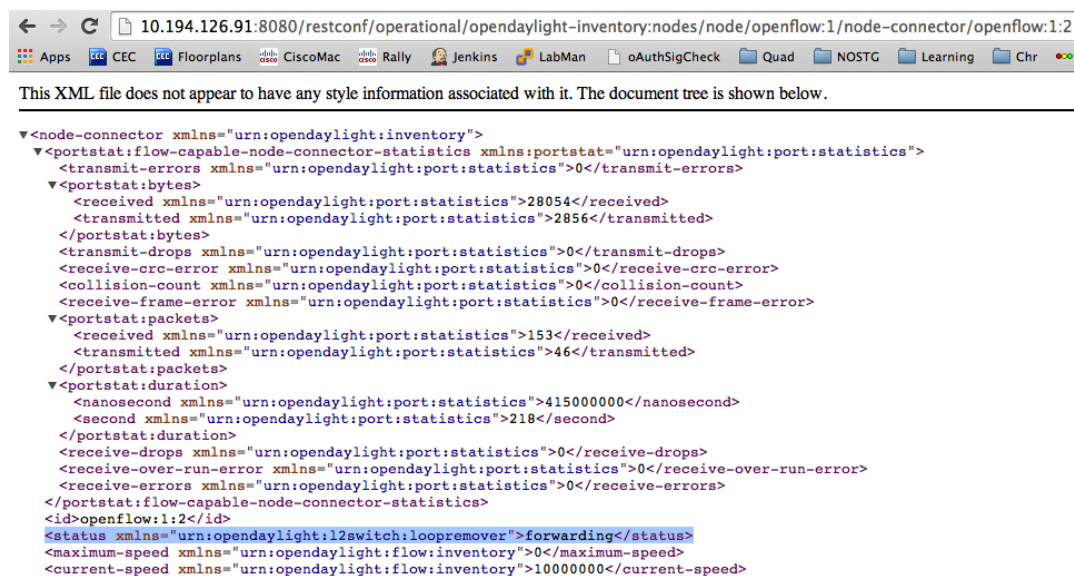 10.194.126.91:8080/restconf/operational/opendaylight-inventory:nodes/node/openflow:1/node-connector/openflow:1:2
Apps CEC Floorplans CiscoMac Rally Jenkins LabMan oAuthSigCheck Quad NOSTG Learning Chr
This XML file does not appear to have any style information associated with it. The document tree is shown below.
▼<node-connector xmlns="urn:opendaylight:inventory">
▼<portstat:flow-capable-node-connector-statistics xmlns:portstat="urn:opendaylight:port:statistics">
<transmit-errors xmlns="urn:opendaylight:port:statistics">0</transmit-errors>
▼<portstat:bytes>
<received xmlns="urn:opendaylight:port:statistics">28054</received>
<transmitted xmlns="urn:opendaylight:port:statistics">2856</transmitted>
</portstat:bytes>
<transmit-drops xmlns="urn:opendaylight:port:statistics">0</transmit-drops>
<receive-crc-error xmlns="urn:opendaylight:port:statistics">0</receive-crc-error>
<collision-count xmlns="urn:opendaylight:port:statistics">0</collision-count>
<receive-frame-error xmlns="urn:opendaylight:port:statistics">0</receive-frame-error>
▼<portstat:packets>
<received xmlns="urn:opendaylight:port:statistics">153</received>
<transmitted xmlns="urn:opendaylight:port:statistics">46</transmitted>
</portstat:packets>
▼<portstat:duration>
<nanosecond xmlns="urn:opendaylight:port:statistics">415000000</nanosecond>
<second xmlns="urn:opendaylight:port:statistics">218</second>
</portstat:duration>
<receive-drops xmlns="urn:opendaylight:port:statistics">0</receive-drops>
<receive-over-run-error xmlns="urn:opendaylight:port:statistics">0</receive-over-run-error>
<receive-errors xmlns="urn:opendaylight:port:statistics">0</receive-errors>
</portstat:flow-capable-node-connector-statistics>
<id>openflow:1:2</id>
<status xmlns="urn:opendaylight:l2switch:loopremover">forwarding</status>
<maximum-speed xmlns="urn:opendaylight:flow:inventory">0</maximum-speed>
<current-speed xmlns="urn:opendaylight:flow:inventory">10000000</current-speed>